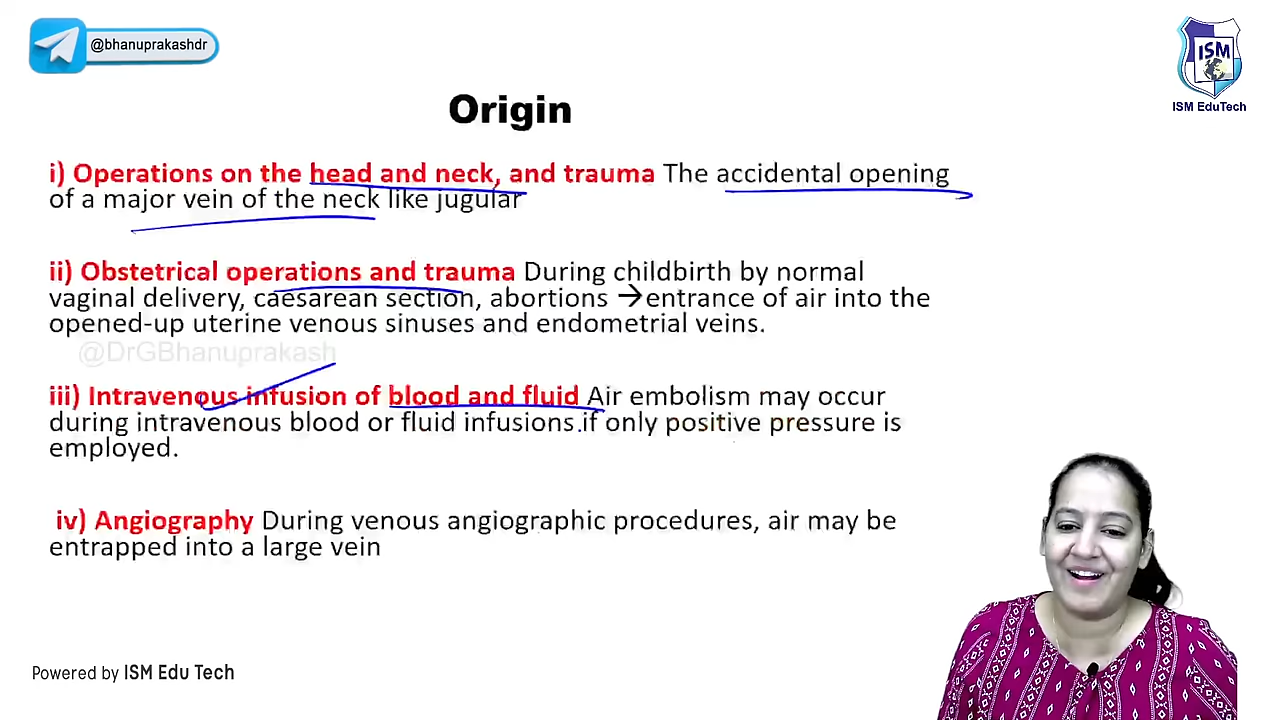 @bhanuprakashdr
ISM
ISM EduTech
Origin
i) Operations on the head and neck, and trauma The accidental opening
of a major vein of the neck like jugular
ii) Obstetrical operations and trauma During childbirth by normal
vaginal delivery, caesarean section, abortions →entrance of air into the
opened-up uterine venous sinuses and endometrial veins.
@DrGBhanuprakash
iii) Intravenous infusion of blood and fluid Air embolism may occur
during intravenous blood or fluid infusions.if only positive pressure is
employed.
iv) Angiography During venous angiographic procedures, air may be
entrapped into a large vein
Powered by ISM Edu Tech